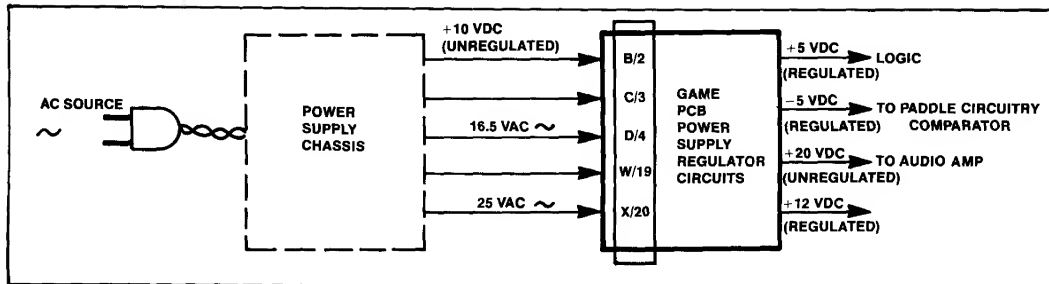 +10 VDC
(UNREGULATED)
AC SOURCE
~
POWER
SUPPLY
CHASSIS
16.5 VAC ~
25 VAC ~
B/2
C/3
D/4
W/19
X/20
GAME
PCB
POWER
SUPPLY
REGULATOR
CIRCUITS
+5 VDC
(REGULATED)
LOGIC
−5 VDC
(REGULATED)
TO PADDLE CIRCUITRY
COMPARATOR
+20 VDC
(UNREGULATED)
TO AUDIO AMP
+12 VDC
(REGULATED)